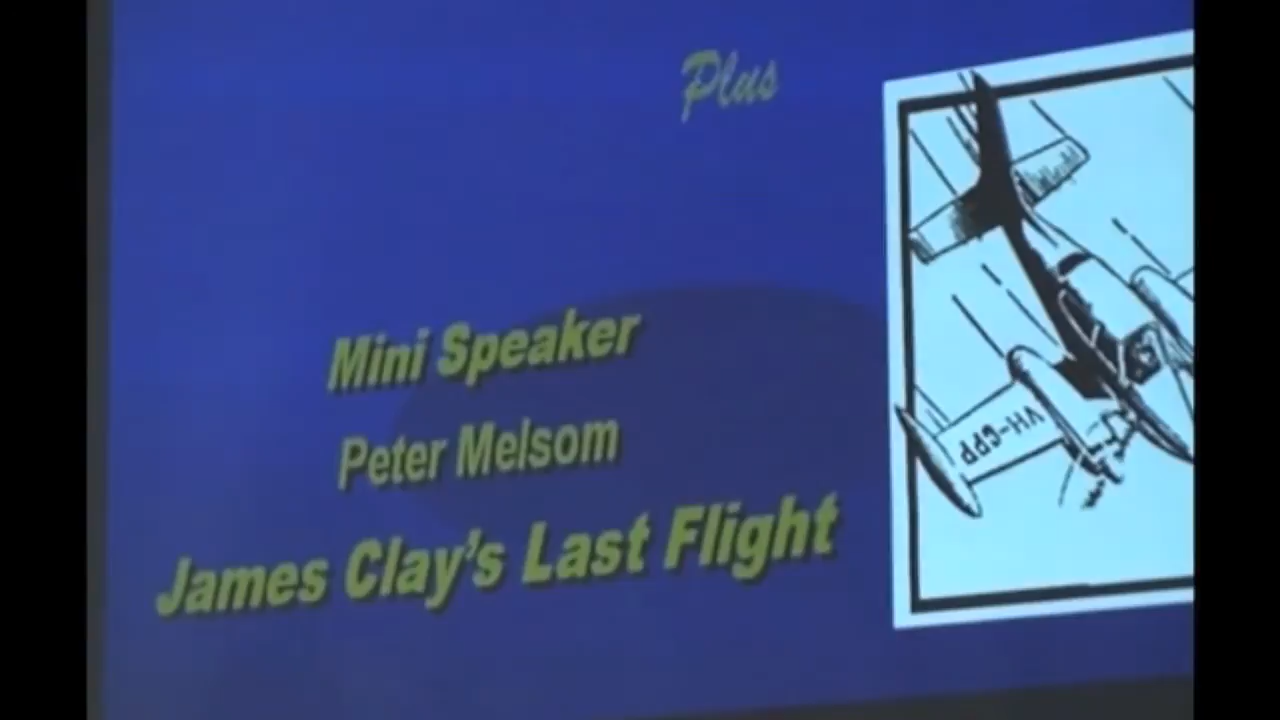 Plus
Mini Speaker
Peter Melsom
James Clay's Last Flight
VH-GPP